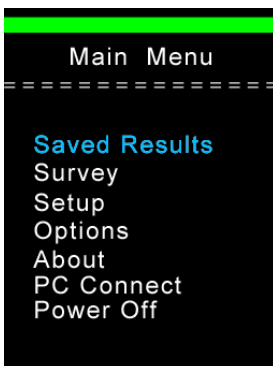 Main Menu
================
Saved Results
Survey
Setup
Options
About
PC Connect
Power Off